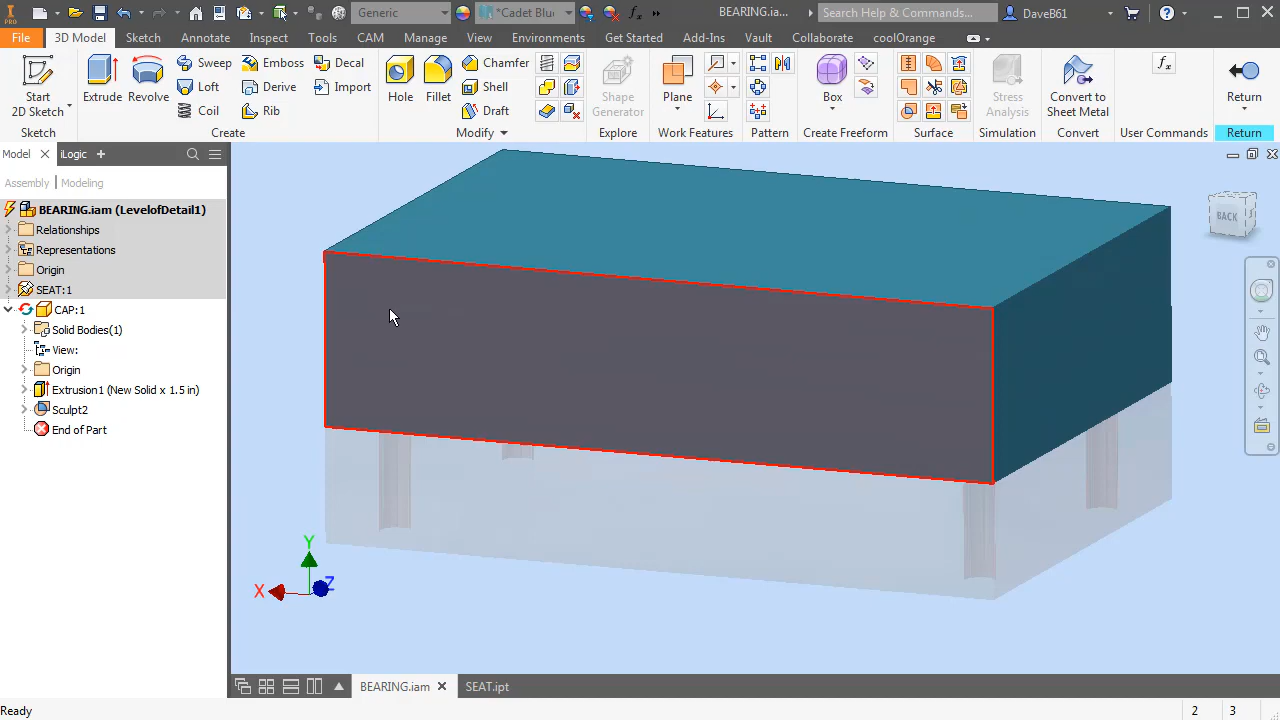 PRO
Generic
*Cadet Blue
BEARING.ia...
Search Help & Commands...
DaveB61
File
3D Model
Sketch
Annotate
Inspect
Tools
CAM
Manage
View
Environments
Get Started
Add-Ins
Vault
Collaborate
coolOrange
Start
2D Sketch
Extrude
Revolve
Sweep
Loft
Coil
Emboss
Derive
Rib
Decal
Import
Hole
Fillet
Chamfer
Shell
Draft
Shape
Generator
Plane
Box
Stress
Analysis
Convert to
Sheet Metal
fx
Return
Sketch
Create
Modify
Explore
Work Features
Pattern
Create Freeform
Surface
Simulation
Convert
User Commands
Return
Model
iLogic
Assembly
Modeling
BEARING.iam (LevelofDetail1)
Relationships
Representations
Origin
SEAT:1
CAP:1
Solid Bodies(1)
View:
Origin
Extrusion1 (New Solid x 1.5 in)
Sculpt2
End of Part
BACK
Y
X
Z
BEARING.iam
SEAT.ipt
Ready
2
3